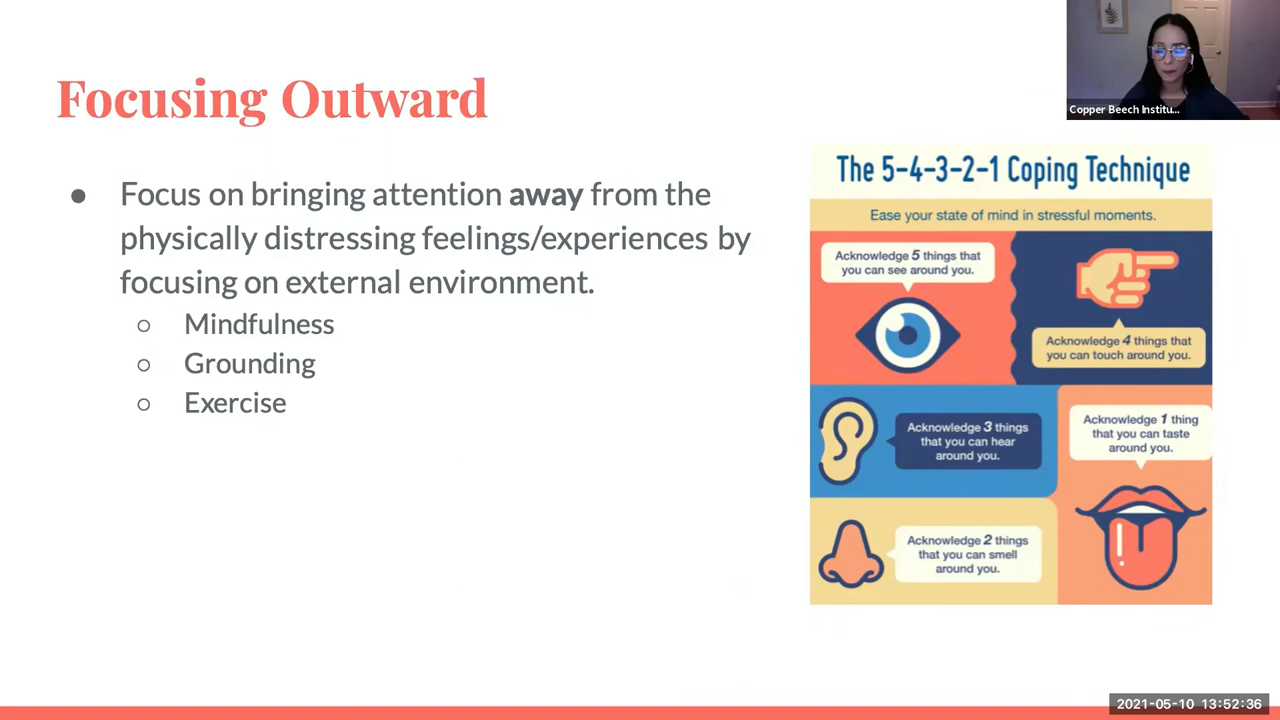 Focusing Outward
Copper Beech Institu...
● Focus on bringing attention away from the
physically distressing feelings/experiences by
focusing on external environment.
○ Mindfulness
○ Grounding
○ Exercise
The 5-4-3-2-1 Coping Technique
Ease your state of mind in stressful moments.
Acknowledge 5 things that
you can see around you.
Acknowledge 4 things that
you can touch around you.
Acknowledge 3 things
that you can hear
around you.
Acknowledge 1 thing
that you can taste
around you.
Acknowledge 2 things
that you can smell
around you.
2021-05-10 13:52:36